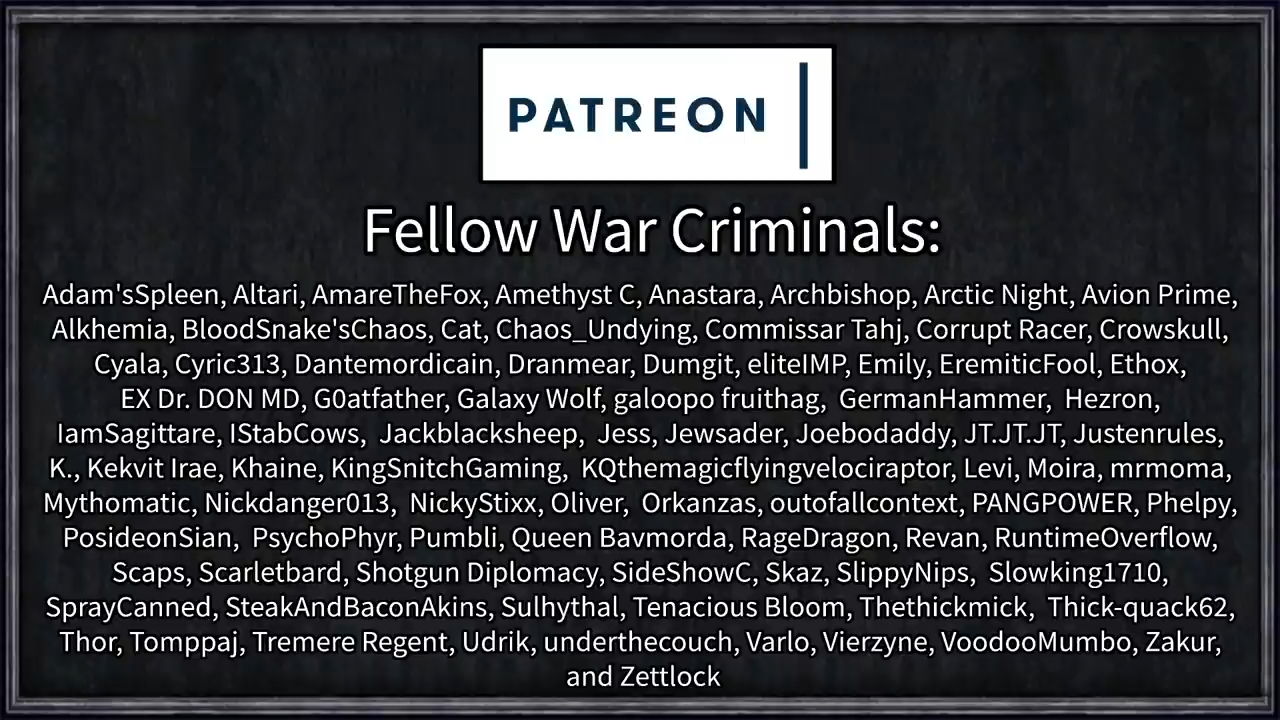 PATREON
Fellow War Criminals:
Adam'sSpleen, Altari, AmareTheFox, Amethyst C, Anastara, Archbishop, Arctic Night, Avion Prime,
Alkhemia, BloodSnake'sChaos, Cat, Chaos_Undying, Commissar Tahj, Corrupt Racer, Crowskull,
Cyala, Cyric313, Dantemordicain, Dranmear, Dumgit, eliteIMP, Emily, EremiticFool, Ethox,
EX Dr. DON MD, G0atfather, Galaxy Wolf, galoopo fruithag, GermanHammer, Hezron,
IamSagittare, IStabCows, Jackblacksheep, Jess, Jewsader, Joebodaddy, JT.JT.JT, Justenrules,
K., Kekvit Irae, Khaine, KingSnitchGaming, KQthemagicflyingvelociraptor, Levi, Moira, mrmoma,
Mythomatic, Nickdanger013, NickyStixx, Oliver, Orkanzas, outofallcontext, PANGPOWER, Phelpy,
PosideonSian, PsychoPhyr, Pumbli, Queen Bavmorda, RageDragon, Revan, RuntimeOverflow,
Scaps, Scarletbard, Shotgun Diplomacy, SideShowC, Skaz, SlippyNips, Slowking1710,
SprayCanned, SteakAndBaconAkins, Sulhythal, Tenacious Bloom, Thethickmick, Thick-quack62,
Thor, Tomppaj, Tremere Regent, Udrik, underthecouch, Varlo, Vierzyne, VoodooMumbo, Zakur,
and Zettlock